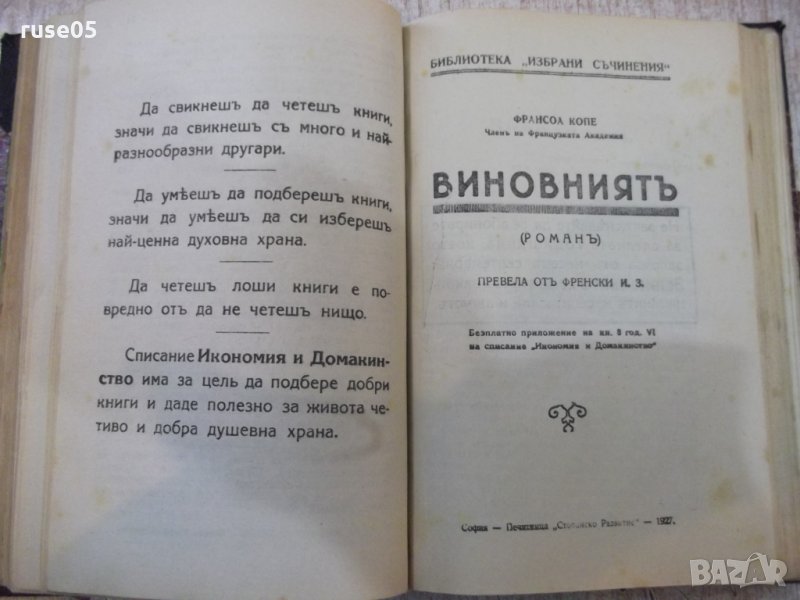 ruse05
Да свикнешъ да четешъ книги,
значи да свикнешъ съ много и най-
разнообразни другари.
Да умѣешъ да подберешъ книги,
значи да умѣешъ да си изберешъ
най-ценна духовна храна.
Да четешъ лоши книги е по-
вредно отъ да не четешъ нищо.
Списание Икономия и Домакин-
ство има за цель да подбере добри
книги и даде полезно за живота че-
тиво и добра душевна храна.
БИБЛИОТЕКА „ИЗБРАНИ СЪЧИНЕНИЯ“
ФРАНСОА КОПЕ
Членъ на Французката Академия
ВИНОВНИЯТЪ
(РОМАНЪ)
ПРЕВЕЛА ОТЪ ФРЕНСКИ И. З.
Безплатно приложение на кн. 8 год. VI
на списание „Икономия и Домакинство“
София — Печатница „Стопанско Развитие“ — 1927.
BAZAR